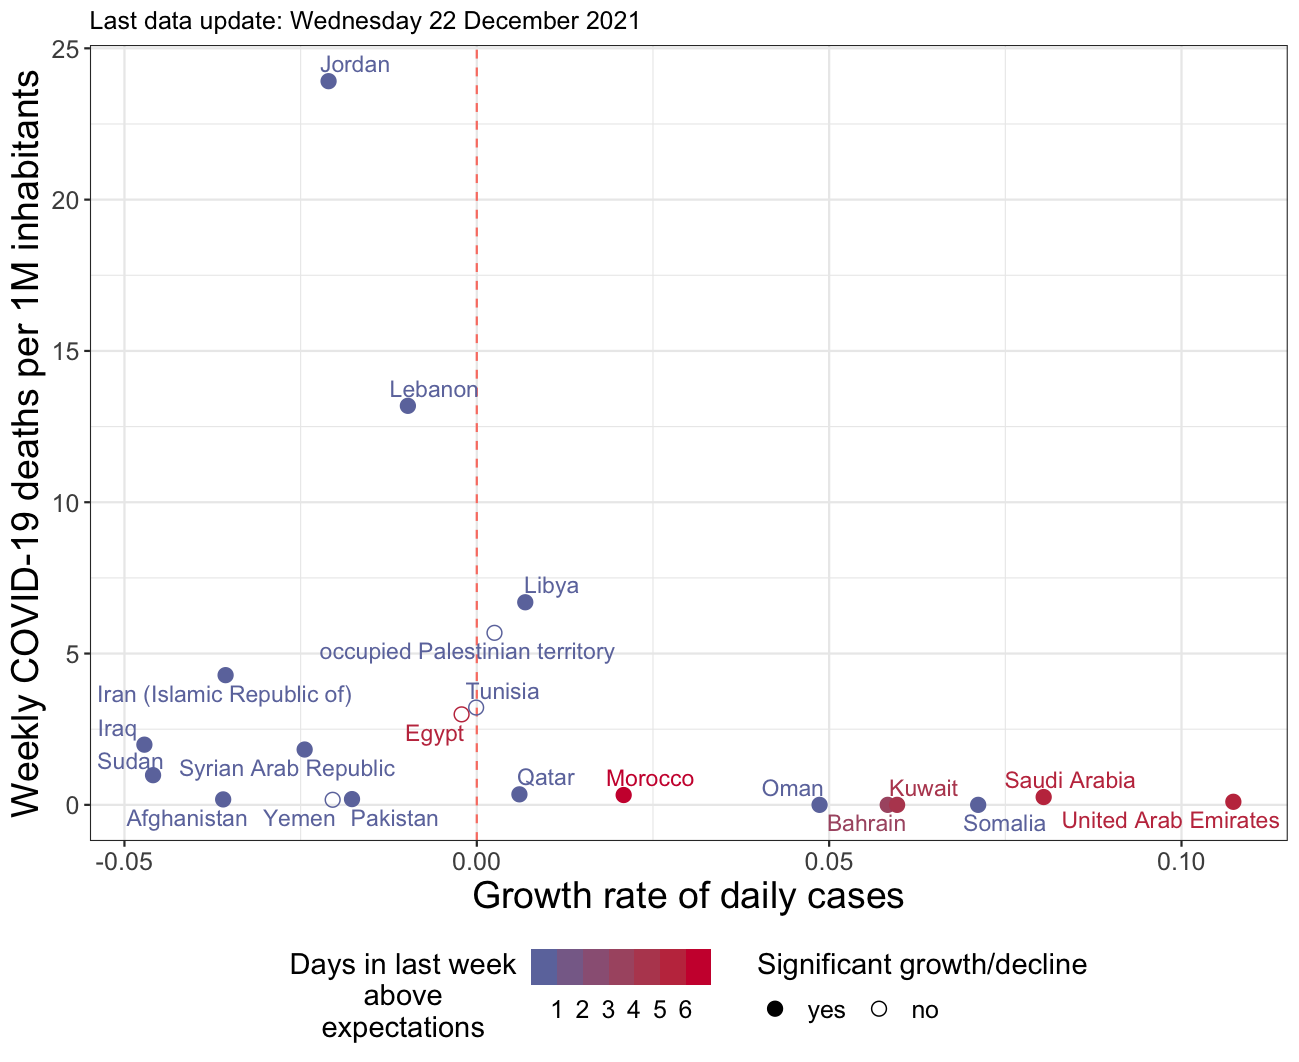 Last data update: Wednesday 22 December 2021
Weekly COVID-19 deaths per 1M inhabitants
25
20
15
10
5
0
Jordan
Lebanon
Libya
occupied Palestinian territory
Iran (Islamic Republic of)
Tunisia
Egypt
Iraq
Sudan
Syrian Arab Republic
Qatar
Morocco
Oman
Kuwait
Saudi Arabia
Afghanistan
Yemen
Pakistan
Bahrain
Somalia
United Arab Emirates
-0.05
0.00
0.05
0.10
Growth rate of daily cases
Days in last week
above
expectations
1 2 3 4 5 6
Significant growth/decline
yes
no